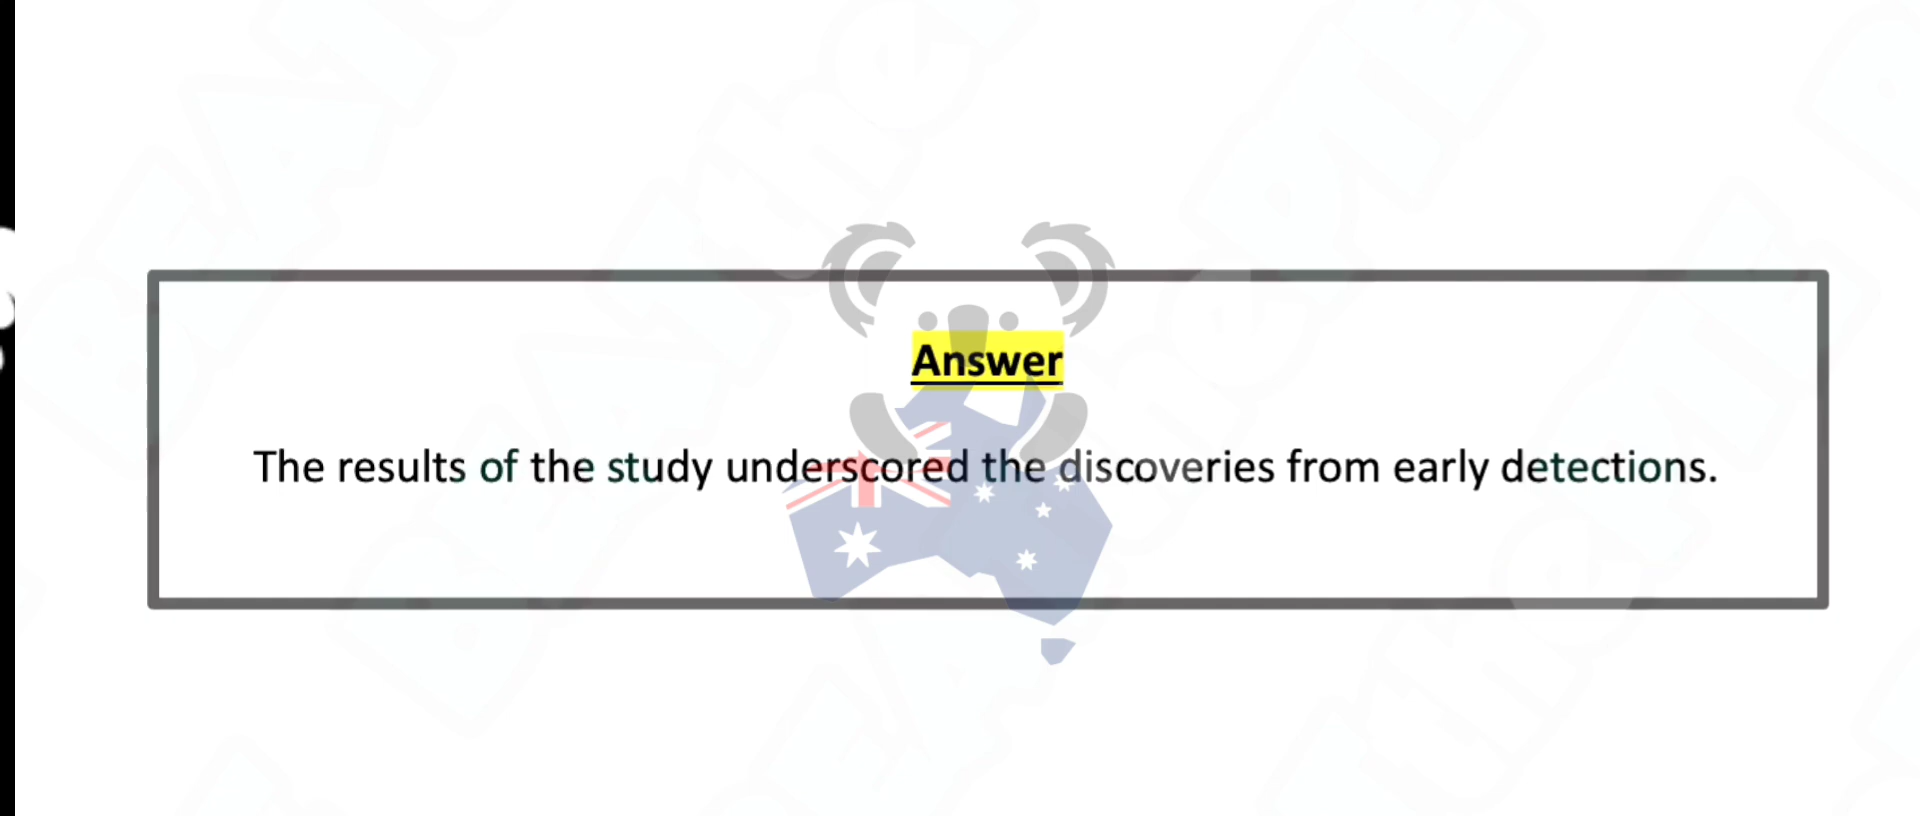 Answer
The results of the study underscored the discoveries from early detections.